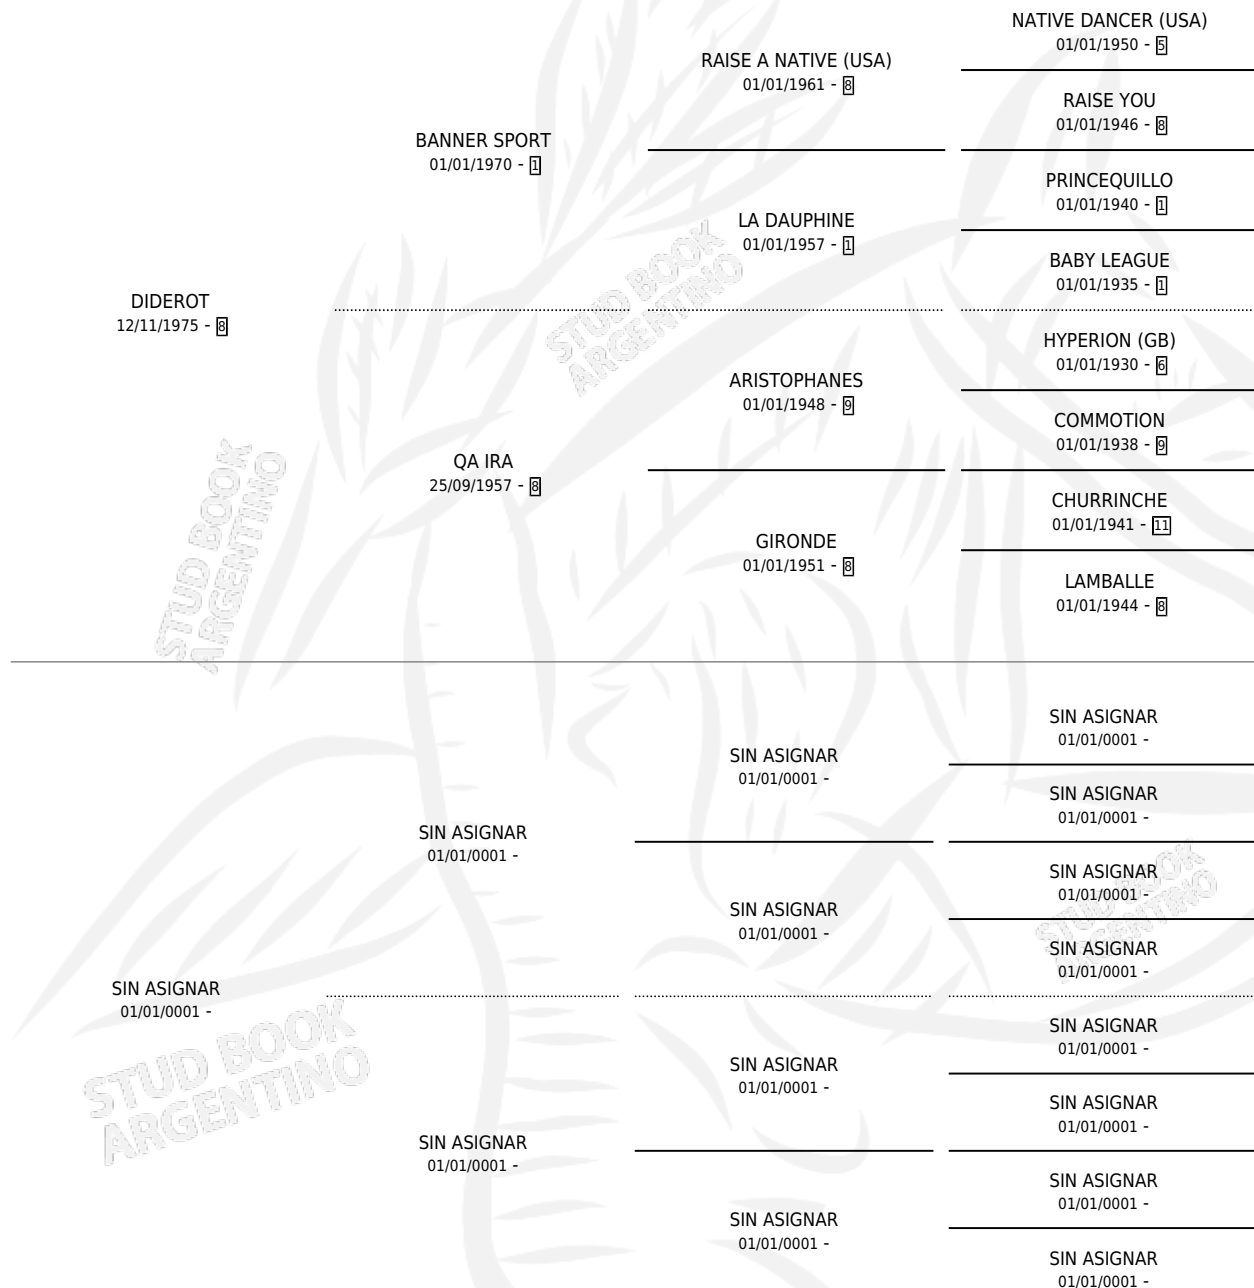 NATIVE DANCER (USA)
01/01/1950 - 5
RAISE A NATIVE (USA)
01/01/1961 - 8
RAISE YOU
01/01/1946 - 8
BANNER SPORT
01/01/1970 - 1
PRINCEQUILLO
01/01/1940 - 1
LA DAUPHINE
01/01/1957 - 1
BABY LEAGUE
01/01/1935 - 1
DIDEROT
12/11/1975 - 8
STUD BOOK
ARGENTINO
HYPERION (GB)
01/01/1930 - 6
ARISTOPHANES
01/01/1948 - 9
COMMOTION
01/01/1938 - 9
QA IRA
25/09/1957 - 8
CHURRINCHE
01/01/1941 - 11
GIRONDE
01/01/1951 - 8
LAMBALLE
01/01/1944 - 8
STUD BOOK
ARGENTINO
SIN ASIGNAR
01/01/0001 -
SIN ASIGNAR
01/01/0001 -
SIN ASIGNAR
01/01/0001 -
SIN ASIGNAR
01/01/0001 -
SIN ASIGNAR
01/01/0001 -
SIN ASIGNAR
01/01/0001 -
SIN ASIGNAR
01/01/0001 -
STUD BOOK
ARGENTINO
SIN ASIGNAR
01/01/0001 -
SIN ASIGNAR
01/01/0001 -
SIN ASIGNAR
01/01/0001 -
SIN ASIGNAR
01/01/0001 -
SIN ASIGNAR
01/01/0001 -
SIN ASIGNAR
01/01/0001 -
SIN ASIGNAR
01/01/0001 -
SIN ASIGNAR
01/01/0001 -
STUD BOOK
ARGENTINO